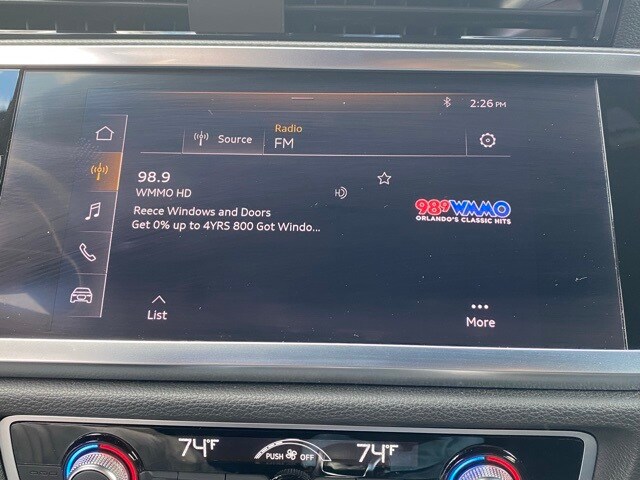 2:26 PM
Source
Radio
FM
98.9
WMMO HD
Reece Windows and Doors
Get 0% up to 4YRS 800 Got Windo...
98.9 WMMO
ORLANDO'S CLASSIC HITS
List
More
74°F
PUSH OFF
74°F